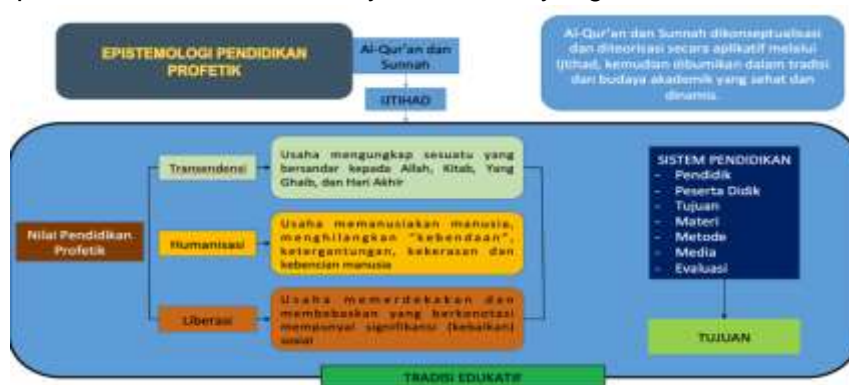 EPISTEMOLOGI PENDIDIKAN
PROFETIK
Al-Qur'an dan
Sunnah
IJTIHAD
Al-Qur'an dan Sunnah dikonseptualisasi
dan diteorisasi secara aplikatif melalui
Ijtihad, kemudian dibumikan dalam tradisi
dan budaya akademik yang sehat dan
dinamis.
Nilai Pendidikan
Profetik
Transendensi
Usaha mengungkap sesuatu yang
bersandar kepada Allah, Kitab, Yang
Ghaib, dan Hari Akhir
Humanisasi
Usaha memanusiakan manusia,
menghilangkan "kebendaan",
ketergantungan, kekerasan dan
kebencian manusia
Liberasi
Usaha memerdekakan dan
membebaskan yang berkonotasi
mempunyai signifikansi (kebaikan)
sosial
SISTEM PENDIDIKAN
- Pendidik
- Peserta Didik
- Tujuan
- Materi
- Metode
- Media
- Evaluasi
TUJUAN
TRADISI EDUKATIF